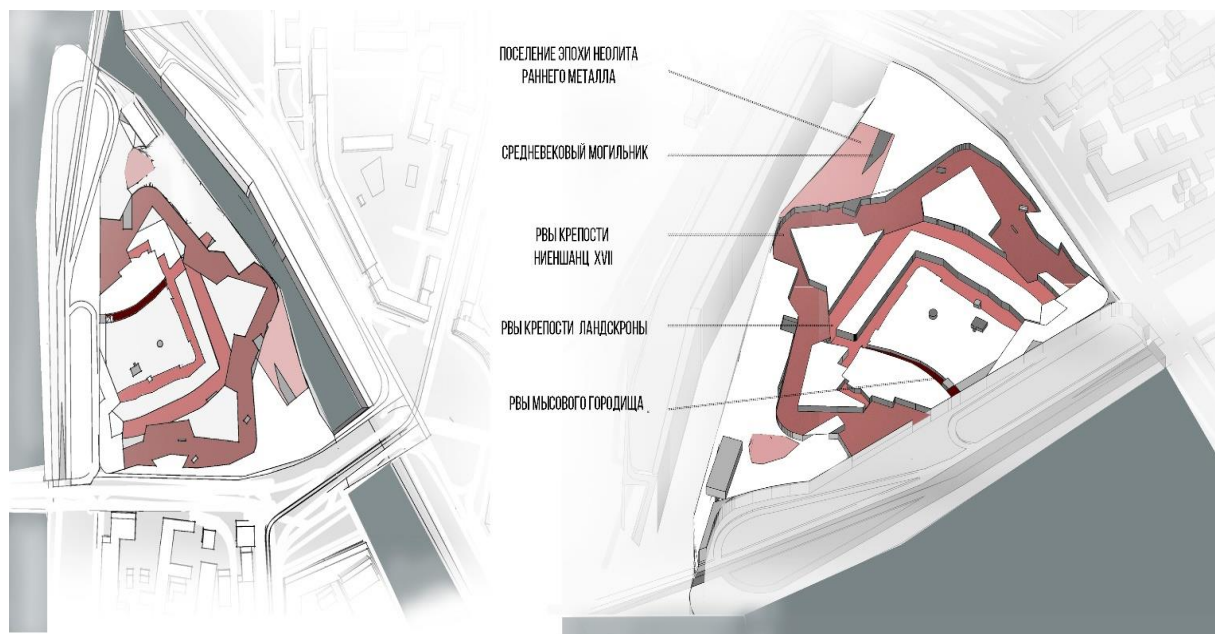 ПОСЕЛЕНИЕ ЭПОХИ НЕОЛИТА
РАННЕГО МЕТАЛЛА
СРЕДНЕВЕКОВЫЙ МОГИЛЬНИК
РВЫ КРЕПОСТИ
НИЕНШАНЦ XVII
РВЫ КРЕПОСТИ ЛАНДСКРОНЫ
РВЫ МЫСОВОГО ГОРОДИЩА